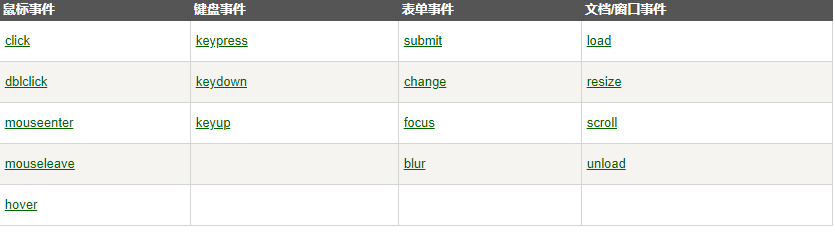 鼠标事件 键盘事件 表单事件 文档/窗口事件
click keypress submit load
dblclick keydown change resize
mouseenter keyup focus scroll
mouseleave blur unload
hover